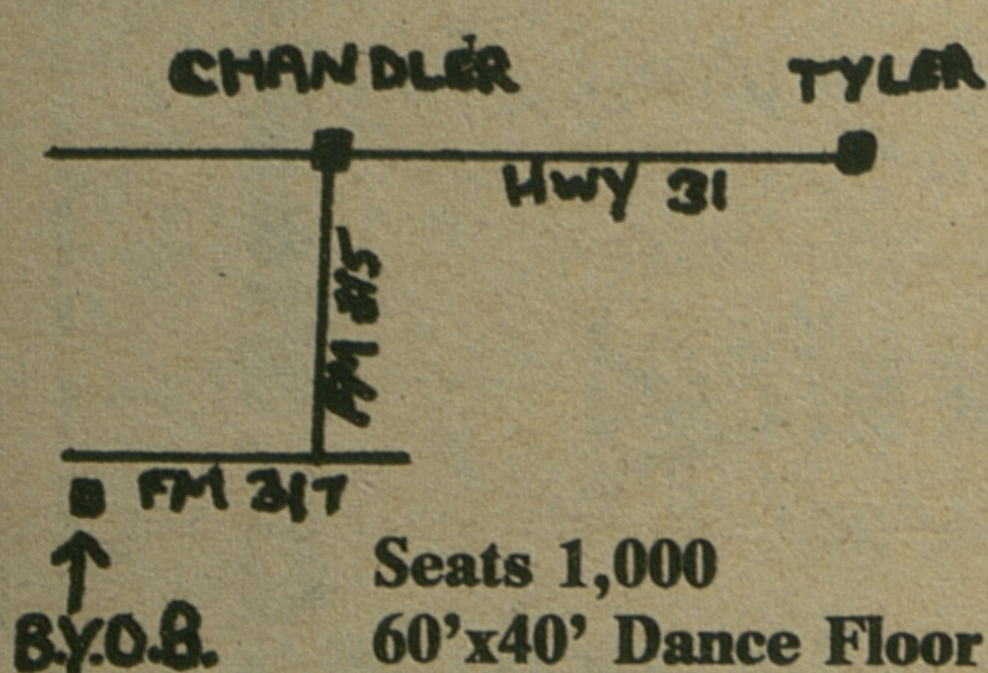 CHANDLER
TYLER
HWY 31
FM 315
FM 317
B.Y.O.B.
Seats 1,000
60'x40' Dance Floor